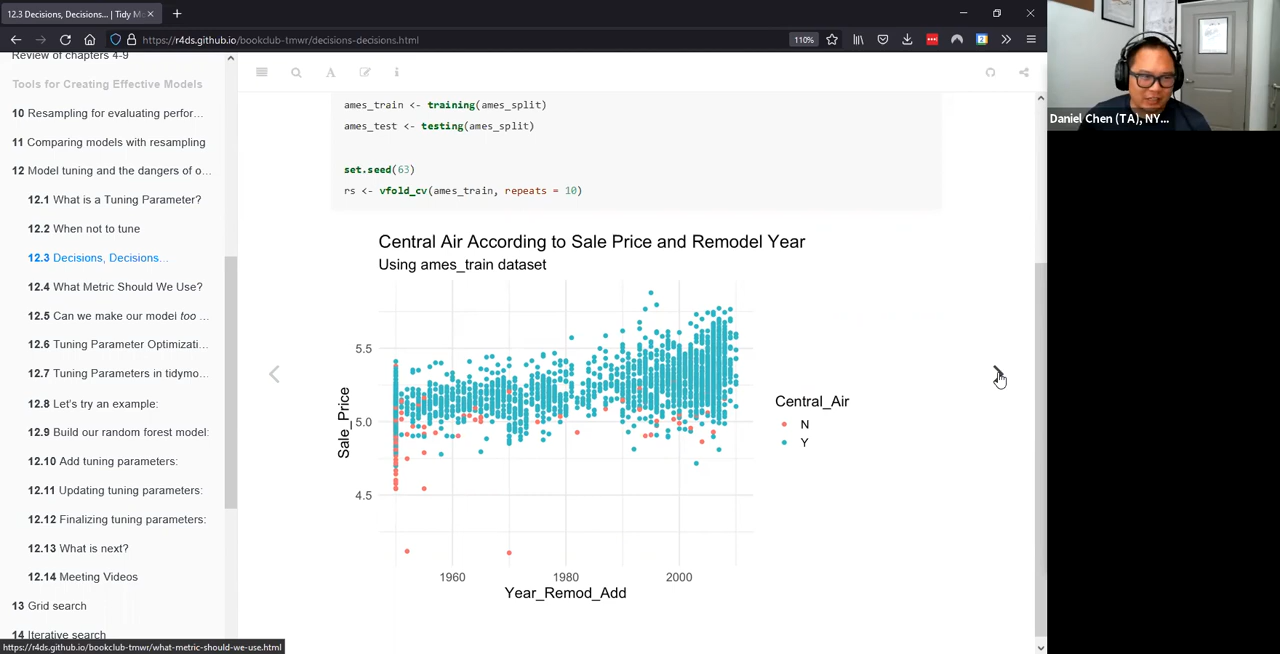 12.3 Decisions, Decisions... | Tidy M
https://r4ds.github.io/bookclub-tmwr/decisions-decisions.html
110%
Review of chapters 4-9
Tools for Creating Effective Models
10 Resampling for evaluating perfor...
11 Comparing models with resampling
12 Model tuning and the dangers of o...
12.1 What is a Tuning Parameter?
12.2 When not to tune
12.3 Decisions, Decisions...
12.4 What Metric Should We Use?
12.5 Can we make our model too ...
12.6 Tuning Parameter Optimizati...
12.7 Tuning Parameters in tidymo...
12.8 Let's try an example:
12.9 Build our random forest model:
12.10 Add tuning parameters:
12.11 Updating tuning parameters:
12.12 Finalizing tuning parameters:
12.13 What is next?
12.14 Meeting Videos
13 Grid search
14 Iterative search
https://r4ds.github.io/bookclub-tmwr/what-metric-should-we-use.html
A
i
ames_train <- training(ames_split)
ames_test <- testing(ames_split)
set.seed(63)
rs <- vfold_cv(ames_train, repeats = 10)
Central Air According to Sale Price and Remodel Year
Using ames_train dataset
Sale_Price
5.5
5.0
4.5
1960
1980
2000
Year_Remod_Add
Central_Air
N
Y
Daniel Chen (TA), NY...